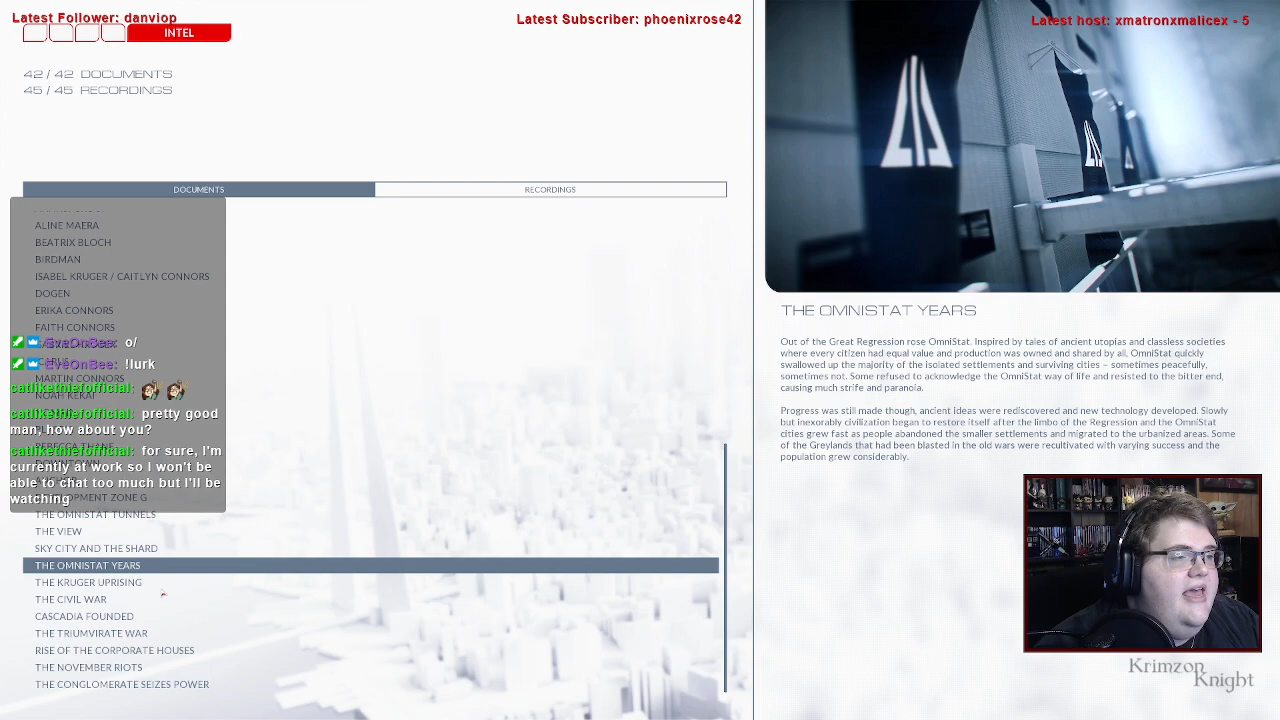 Latest Follower: danviop
Latest Subscriber: phoenixrose42
Latest host: xmatronxmalicex - 5
INTEL
42 / 42 DOCUMENTS
45 / 45 RECORDINGS
DOCUMENTS
RECORDINGS
ALINE MAERA
BEATRIX BLOCH
BIRDMAN
ISABEL KRUGER / CAITLYN CONNORS
DOGEN
ERIKA CONNORS
FAITH CONNORS
EveOnBee: o/
EveOnBee: !lurk
MARTIN CONNORS
catlikethiefofficial:
NOAH KEKAI
catlikethiefofficial: pretty good
man, how about you?
REBECCA THANE
catlikethiefofficial: for sure, I'm
currently at work so I won't be
able to chat too much but I'll be
watching
DOWNTOWN
DEVELOPMENT ZONE G
THE OMNISTAT TUNNELS
THE VIEW
SKY CITY AND THE SHARD
THE OMNISTAT YEARS
THE KRUGER UPRISING
THE CIVIL WAR
CASCADIA FOUNDED
THE TRIUMVIRATE WAR
RISE OF THE CORPORATE HOUSES
THE NOVEMBER RIOTS
THE CONGLOMERATE SEIZES POWER
THE OMNISTAT YEARS
Out of the Great Regression rose OmniStat. Inspired by tales of ancient utopias and classless societies
where every citizen had equal value and production was owned and shared by all, OmniStat quickly
swallowed up the majority of the isolated settlements and surviving cities – sometimes peacefully,
sometimes not. Some refused to acknowledge the OmniStat way of life and resisted to the bitter end,
causing much strife and paranoia.
Progress was still made though, ancient ideas were rediscovered and new technology developed. Slowly
but inexorably civilization began to restore itself after the limbo of the Regression and the OmniStat
cities grew fast as people abandoned the smaller settlements and migrated to the urbanized areas. Some
of the Greylands that had been blasted in the old wars were recultivated with varying success and the
population grew considerably.
Krimzon
Knight